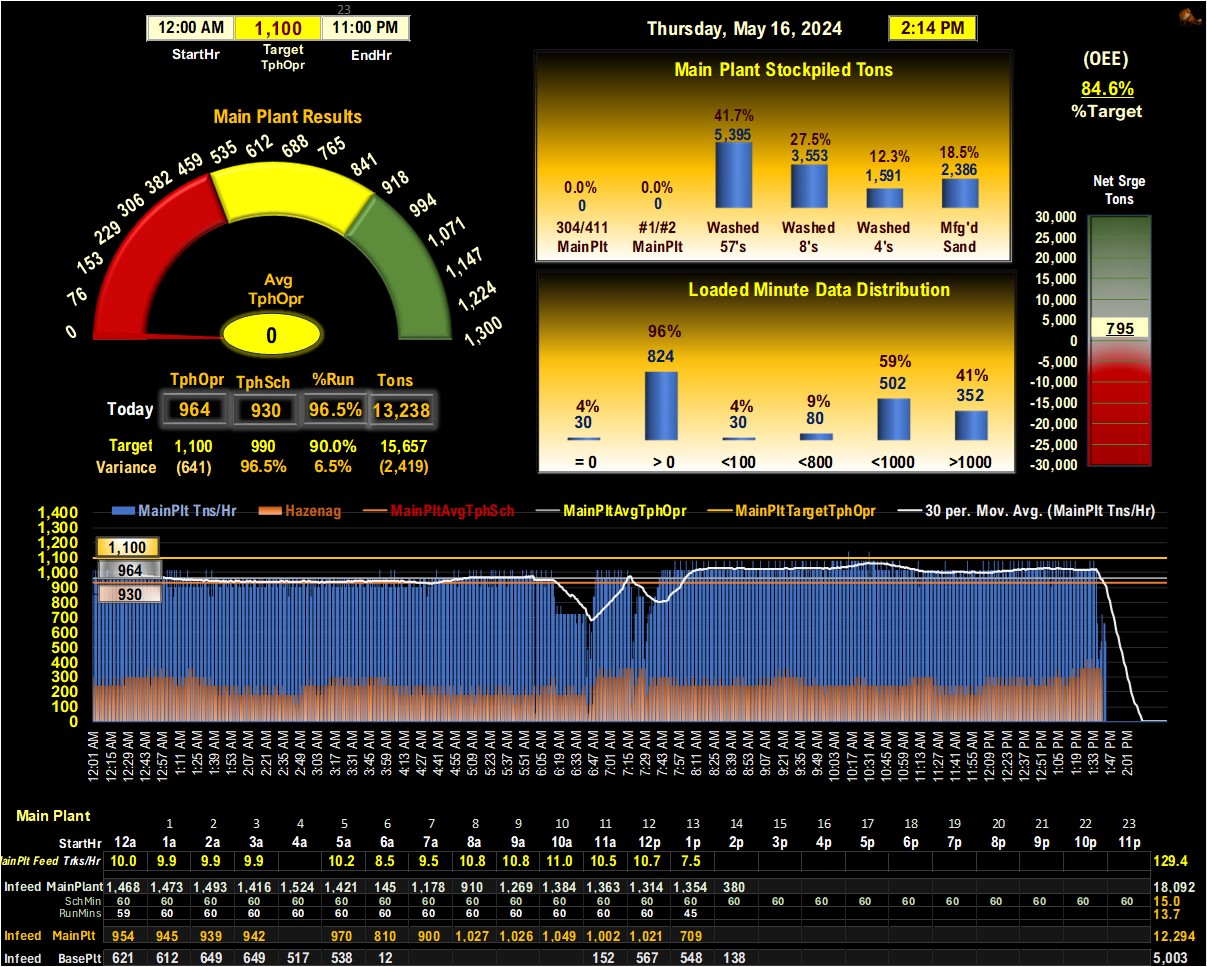 23
12:00 AM 1,100 11:00 PM
StartHr Target TphOpr EndHr
Thursday, May 16, 2024 2:14 PM
(OEE)
84.6%
%Target
Main Plant Results
0 76 153 229 306 382 459 535 612 688 765 841 918 994 1,071 1,147 1,224 1,300
Avg
TphOpr
0
TphOpr TphSch %Run Tons
Today 964 930 96.5% 13,238
Target 1,100 990 90.0% 15,657
Variance (641) 96.5% 6.5% (2,419)
Main Plant Stockpiled Tons
0.0% 0.0% 41.7% 27.5% 12.3% 18.5%
0 0 5,395 3,553 1,591 2,386
304/411 #1/#2 Washed Washed Washed Mfg'd
MainPlt MainPlt 57's 8's 4's Sand
Loaded Minute Data Distribution
4% 96% 4% 9% 59% 41%
30 824 30 80 502 352
= 0 > 0 <100 <800 <1000 >1000
Net Srge
Tons
30,000
25,000
20,000
15,000
10,000
5,000
795
0
-5,000
-10,000
-15,000
-20,000
-25,000
-30,000
MainPlt Tns/Hr Hazenag MainPltAvgTphSch MainPltAvgTphOpr MainPltTargetTphOpr 30 per. Mov. Avg. (MainPlt Tns/Hr)
1,400
1,300
1,200
1,100
1,000
900
800
700
600
500
400
300
200
100
0
1,100
964
930
12:01 AM 12:15 AM 12:29 AM 12:43 AM 12:57 AM 1:11 AM 1:25 AM 1:39 AM 1:53 AM 2:07 AM 2:21 AM 2:35 AM 2:49 AM 3:03 AM 3:17 AM 3:31 AM 3:45 AM 3:59 AM 4:13 AM 4:27 AM 4:41 AM 4:55 AM 5:09 AM 5:23 AM 5:37 AM 5:51 AM 6:05 AM 6:19 AM 6:33 AM 6:47 AM 7:01 AM 7:15 AM 7:29 AM 7:43 AM 7:57 AM 8:11 AM 8:25 AM 8:39 AM 8:53 AM 9:07 AM 9:21 AM 9:35 AM 9:49 AM 10:03 AM 10:17 AM 10:31 AM 10:45 AM 10:59 AM 11:13 AM 11:27 AM 11:41 AM 11:55 AM 12:09 PM 12:23 PM 12:37 PM 12:51 PM 1:05 PM 1:19 PM 1:33 PM 1:47 PM 2:01 PM
Main Plant
1 2 3 4 5 6 7 8 9 10 11 12 13 14 15 16 17 18 19 20 21 22 23
StartHr 12a 1a 2a 3a 4a 5a 6a 7a 8a 9a 10a 11a 12p 1p 2p 3p 4p 5p 6p 7p 8p 9p 10p 11p
MainPlt Feed Trks/Hr 10.0 9.9 9.9 9.9 10.2 8.5 9.5 10.8 10.8 11.0 10.5 10.7 7.5 129.4
Infeed MainPlant 1,468 1,473 1,493 1,416 1,524 1,421 145 1,178 910 1,269 1,384 1,363 1,314 1,354 380 18,092
SchMin 60 60 60 60 60 60 60 60 60 60 60 60 60 60 60 60 60 60 60 60 60 60 60 60 15.0
RunMins 59 60 60 60 60 60 60 60 60 60 60 60 45 13.7
Infeed MainPlt 954 945 939 942 970 810 900 1,027 1,026 1,049 1,002 1,021 709 12,294
Infeed BasePlt 621 612 649 649 517 538 12 152 567 548 138 5,003